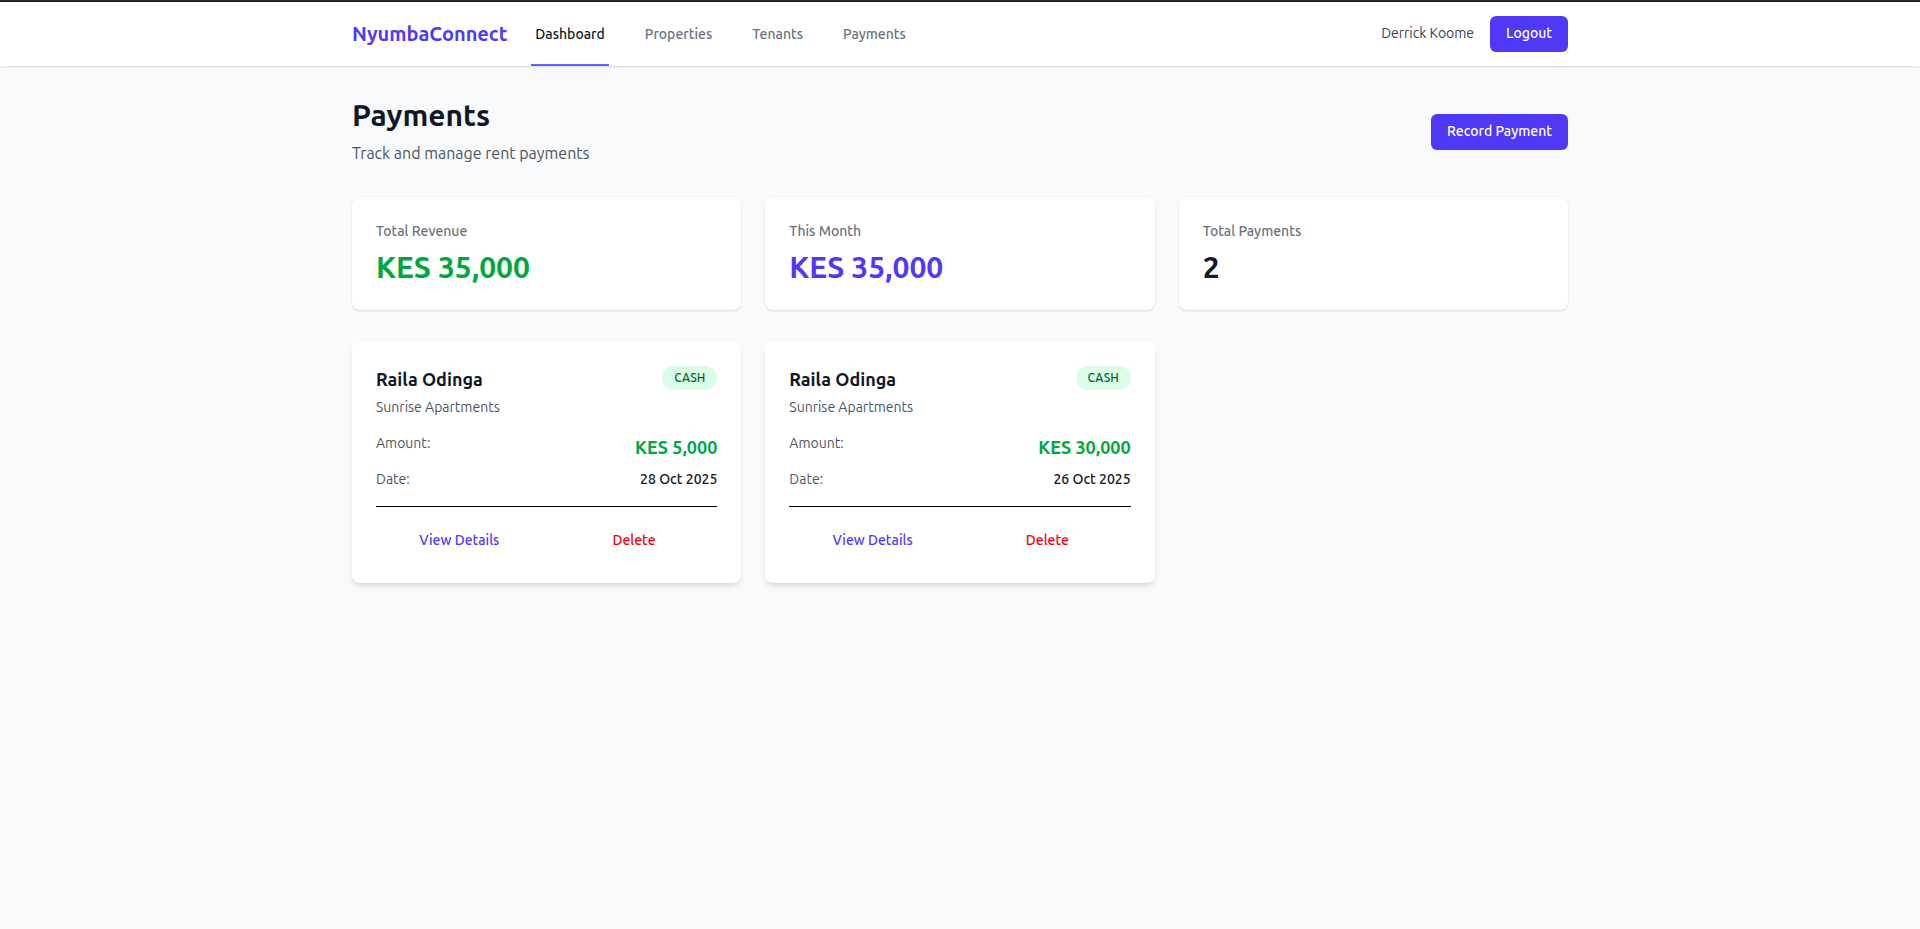 NyumbaConnect Dashboard Properties Tenants Payments Derrick Koome Logout
Payments
Track and manage rent payments
Record Payment
Total Revenue
KES 35,000
This Month
KES 35,000
Total Payments
2
Raila Odinga CASH
Sunrise Apartments
Amount: KES 5,000
Date: 28 Oct 2025
View Details Delete
Raila Odinga CASH
Sunrise Apartments
Amount: KES 30,000
Date: 26 Oct 2025
View Details Delete